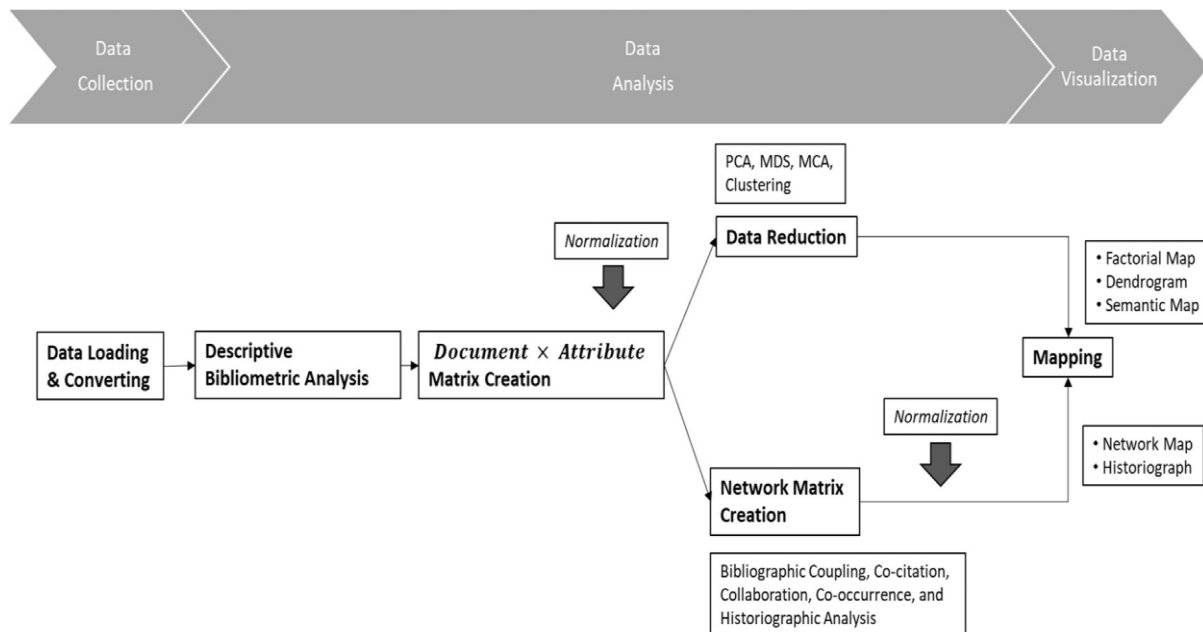 Data
Collection
Data
Analysis
Data
Visualization
PCA, MDS, MCA,
Clustering
Normalization
Data Reduction
• Factorial Map
• Dendrogram
• Semantic Map
Data Loading
& Converting
Descriptive
Bibliometric Analysis
Document × Attribute
Matrix Creation
Mapping
Normalization
• Network Map
• Historiograph
Network Matrix
Creation
Bibliographic Coupling, Co-citation,
Collaboration, Co-occurrence, and
Historiographic Analysis